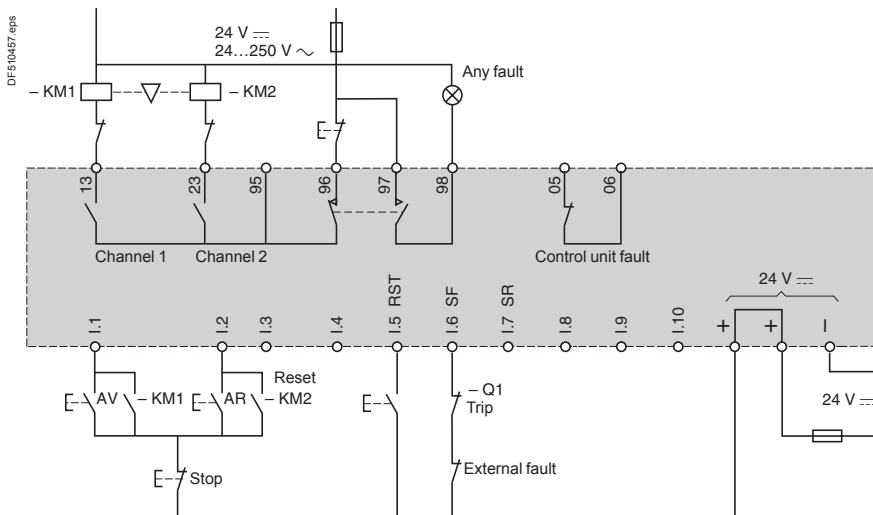 DF510457.eps
24 V ⎓
24…250 V ∼
Any fault
– KM1
– KM2
13
23
95
96
97
98
05
06
Channel 1
Channel 2
Control unit fault
24 V ⎓
I.1
I.2
I.3
I.4
I.5 RST
I.6 SF
I.7 SR
I.8
I.9
I.10
+
+
–
Reset
AV
– KM1
AR
– KM2
– Q1
Trip
24 V ⎓
Stop
External fault